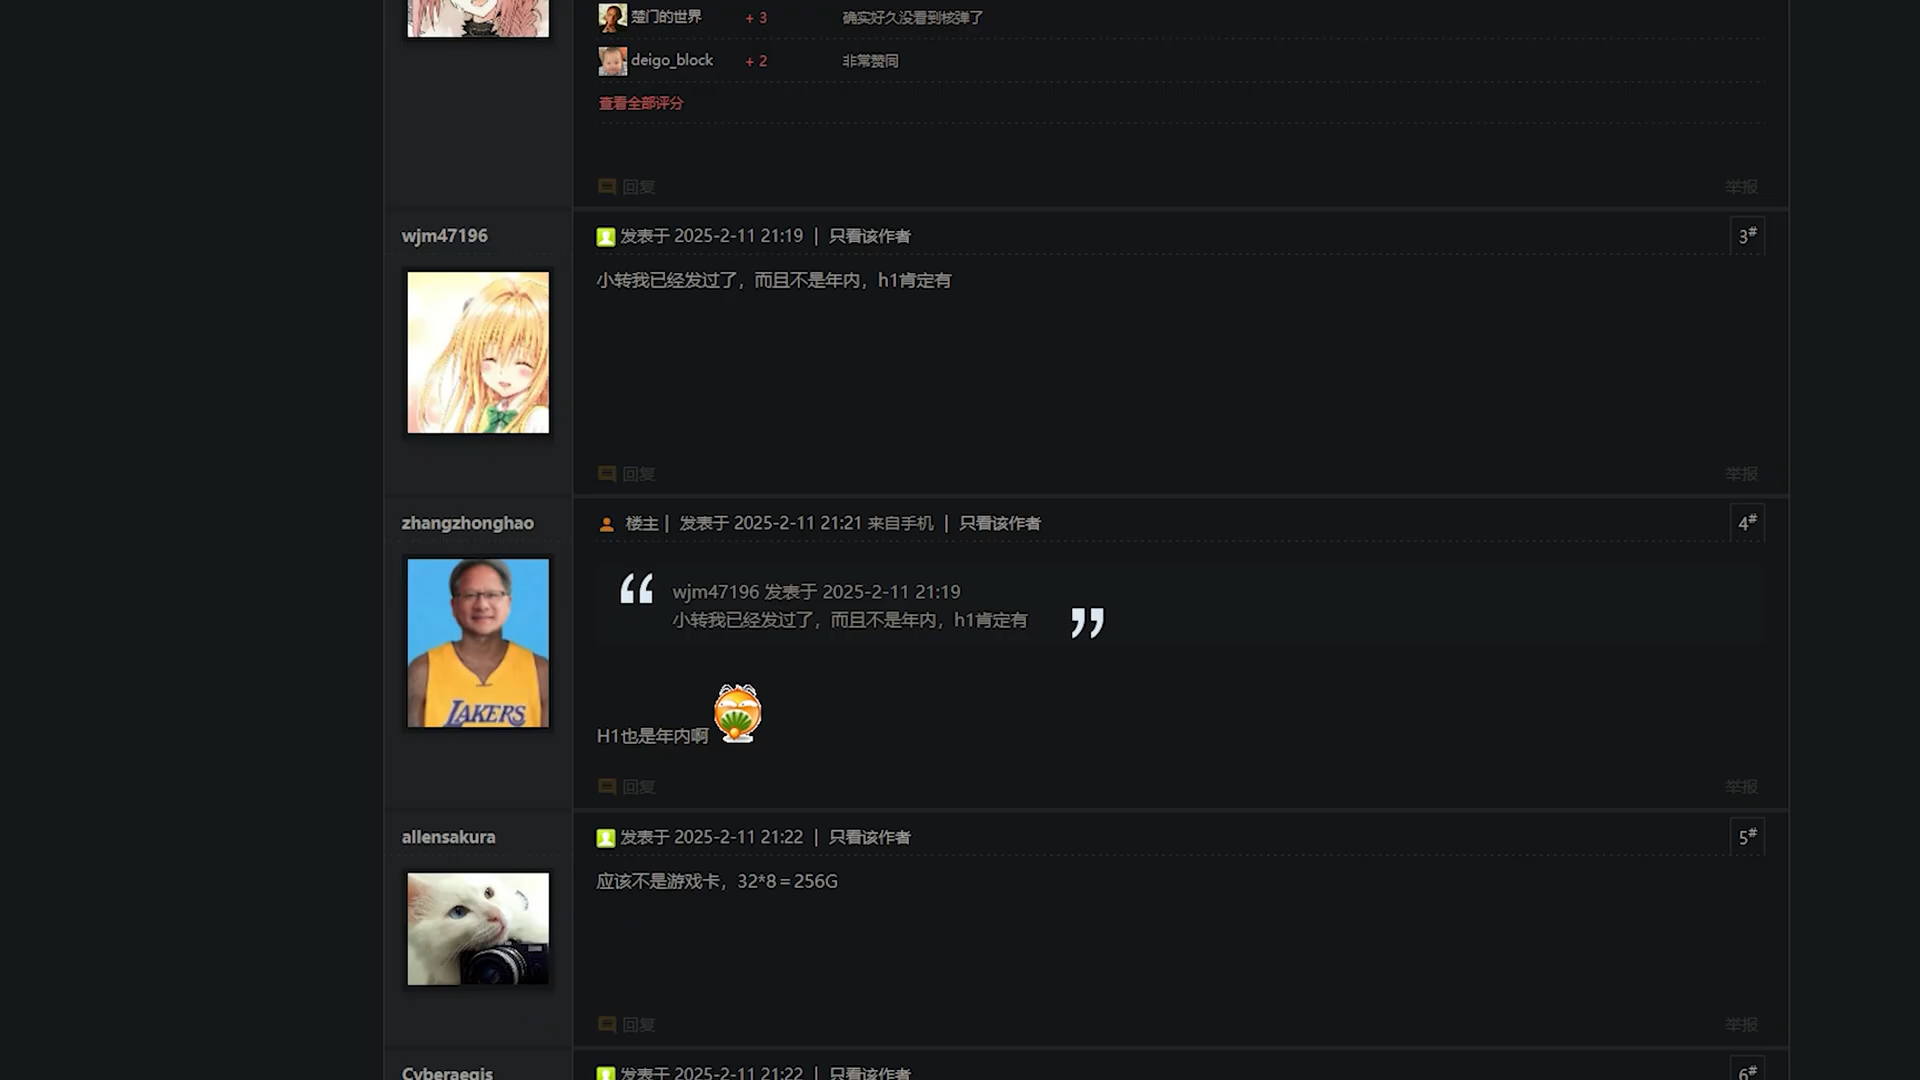 楚门的世界 + 3 确实好久没看到核弹了
deigo_block + 2 非常赞同
查看全部评分
回复 举报
wjm47196 发表于 2025-2-11 21:19 | 只看该作者 3#
小转我已经发过了，而且不是年内，h1肯定有
回复 举报
zhangzhonghao 楼主 | 发表于 2025-2-11 21:21 来自手机 | 只看该作者 4#
“ wjm47196 发表于 2025-2-11 21:19
小转我已经发过了，而且不是年内，h1肯定有 ”
LAKERS
H1也是年内啊
回复 举报
allensakura 发表于 2025-2-11 21:22 | 只看该作者 5#
应该不是游戏卡，32*8＝256G
回复 举报
Cyberaegis 发表于 2025-2-11 21:22 | 只看该作者 6#